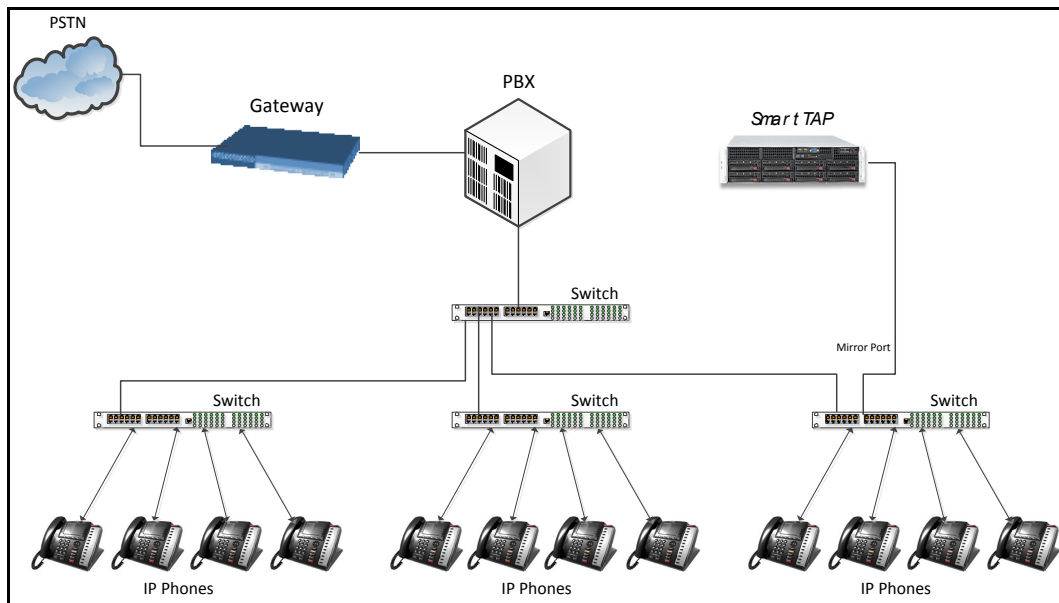 PSTN
Gateway
PBX
Smart TAP
Switch
Mirror Port
Switch
Switch
Switch
IP Phones
IP Phones
IP Phones